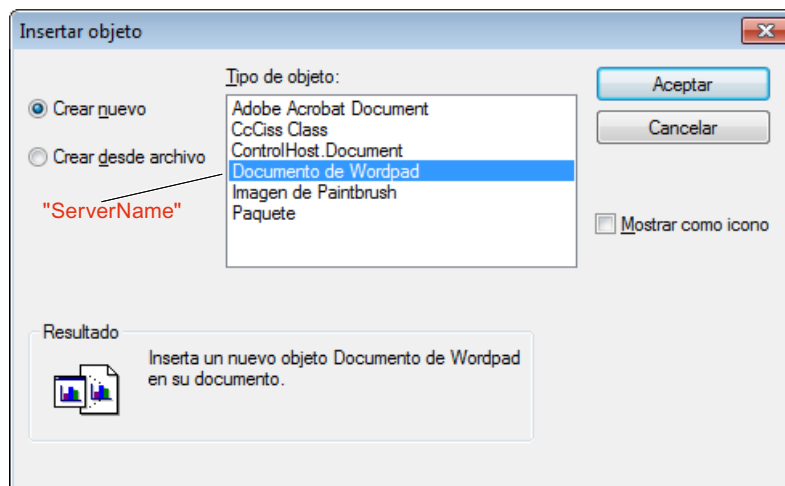 Insertar objeto
Tipo de objeto:
Crear nuevo
Crear desde archivo
Adobe Acrobat Document
CcCiss Class
ControlHost.Document
Documento de Wordpad
Imagen de Paintbrush
Paquete
Aceptar
Cancelar
"ServerName"
Mostrar como icono
Resultado
Inserta un nuevo objeto Documento de Wordpad
en su documento.